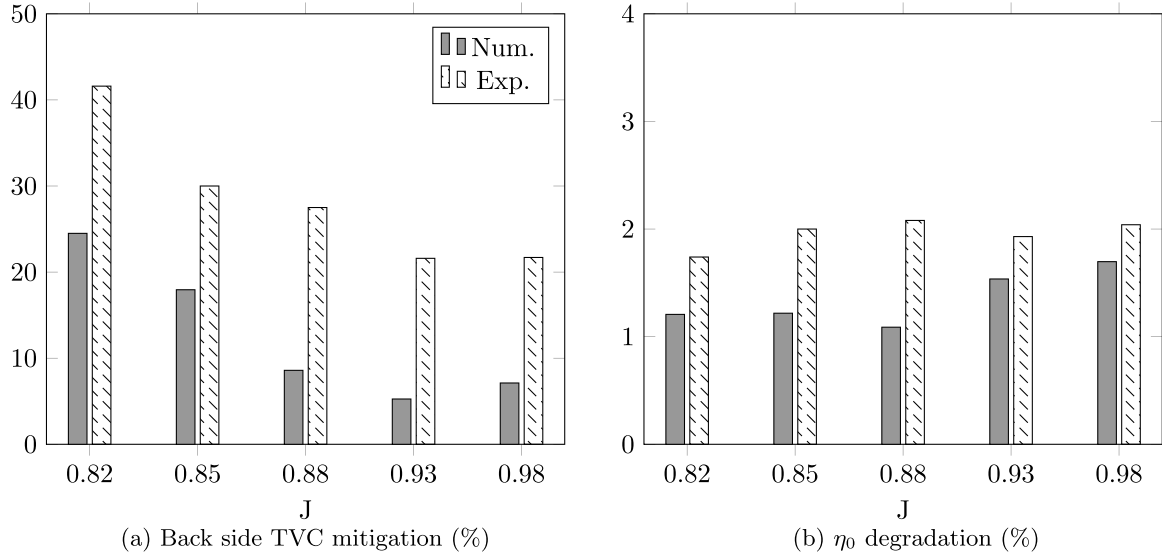 50
40
30
20
10
0
Num.
Exp.
0.82 0.85 0.88 0.93 0.98
J
(a) Back side TVC mitigation (%)
4
3
2
1
0
0.82 0.85 0.88 0.93 0.98
J
(b) η₀ degradation (%)